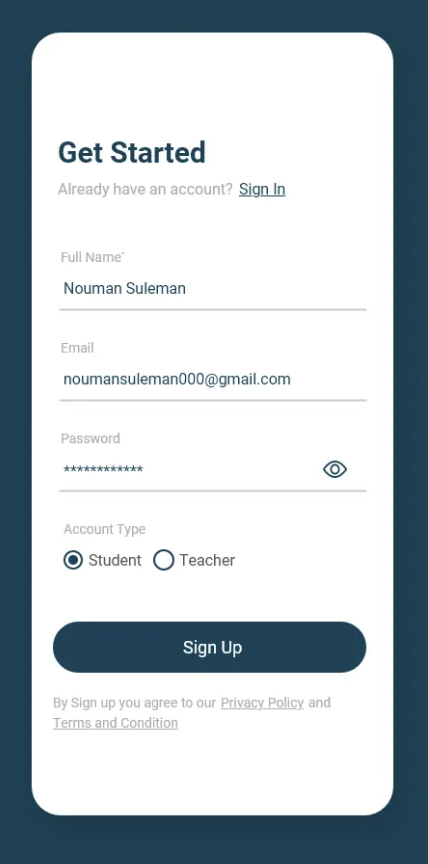 Get Started
Already have an account? Sign In
Full Name*
Nouman Suleman
Email
noumansuleman000@gmail.com
Password
************
Account Type
Student Teacher
Sign Up
By Sign up you agree to our Privacy Policy and
Terms and Condition